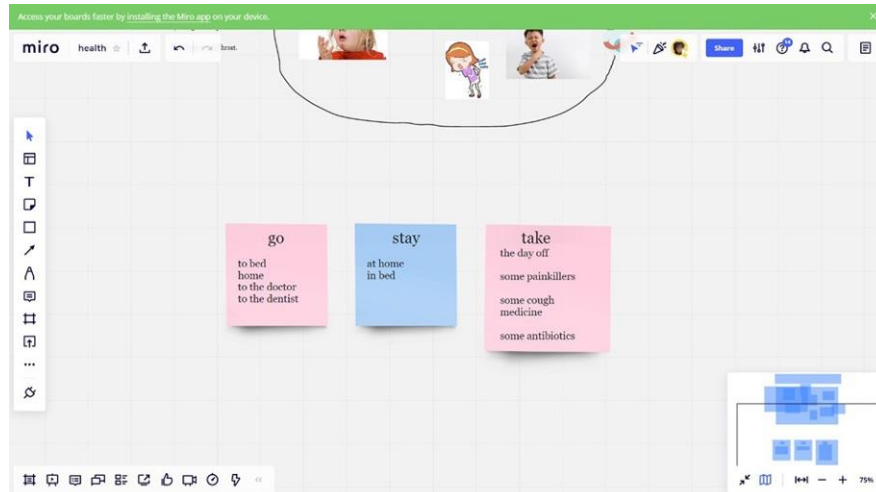 Access your boards faster by installing the Miro app on your device.
miro
health
throat.
Share
14
go
to bed
home
to the doctor
to the dentist
stay
at home
in bed
take
the day off
some painkillers
some cough
medicine
some antibiotics
75%